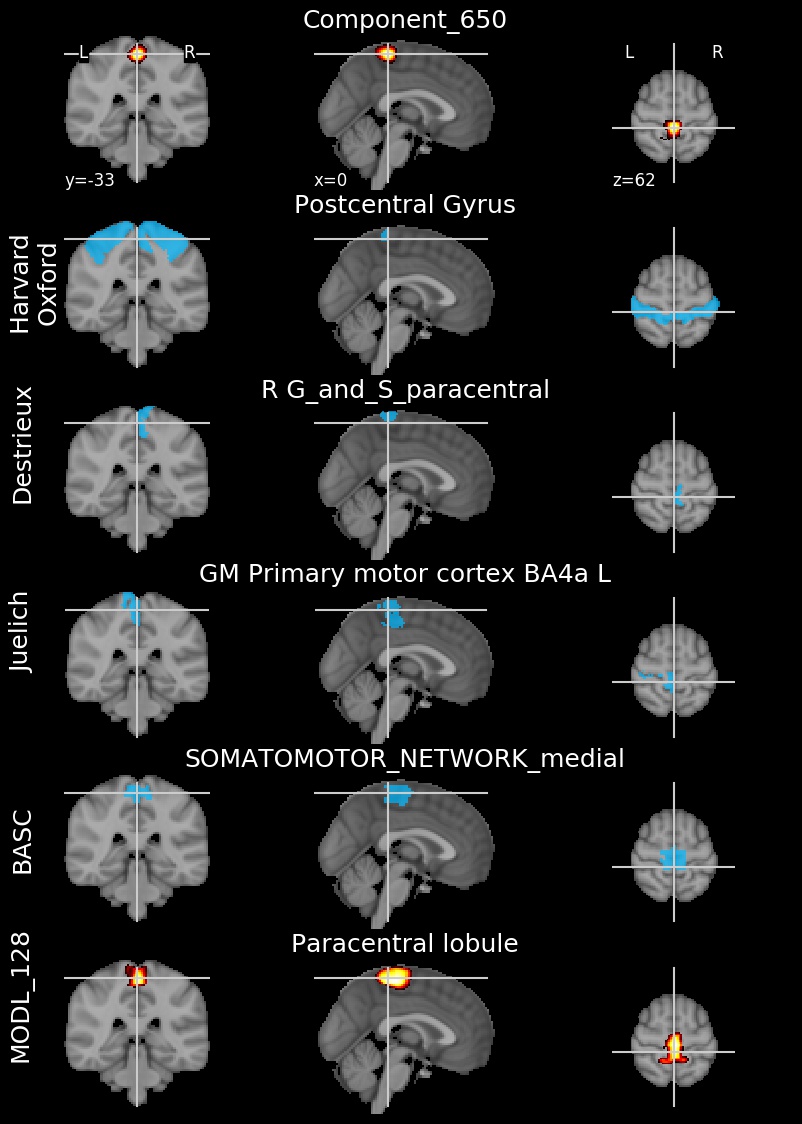 Component_650
L R L R
y=-33 x=0 z=62
Postcentral Gyrus
Harvard
Oxford
R G_and_S_paracentral
Destrieux
GM Primary motor cortex BA4a L
Juelich
SOMATOMOTOR_NETWORK_medial
BASC
Paracentral lobule
MODL_128